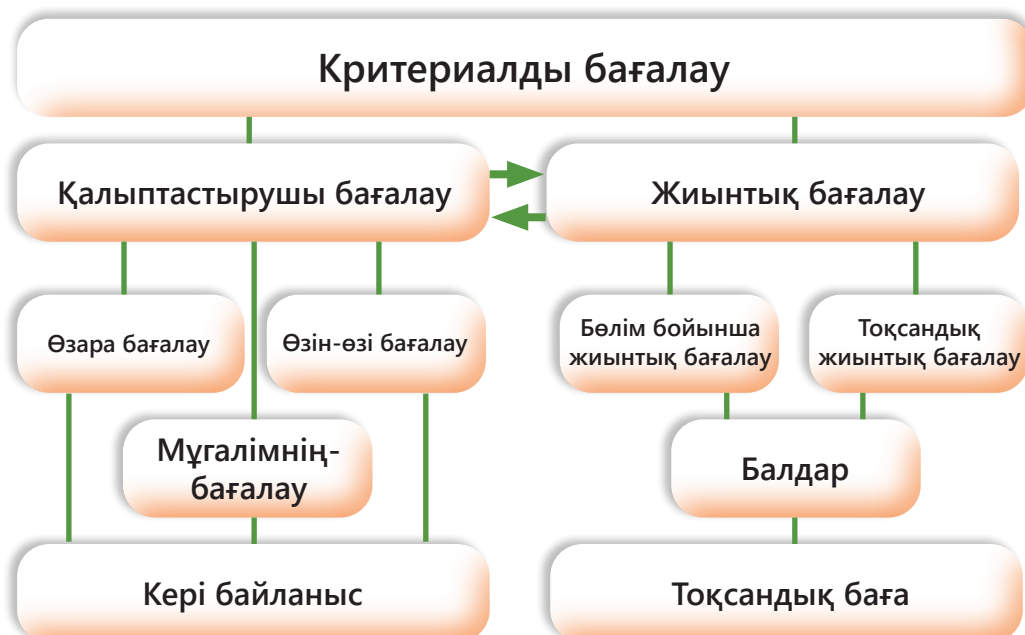 Критериалды бағалау
Қалыптастырушы бағалау
Жиынтық бағалау
Өзара бағалау
Өзін-өзі бағалау
Бөлім бойынша
жиынтық бағалау
Тоқсандық
жиынтық бағалау
Мұғалімнің-
бағалау
Балдар
Кері байланыс
Тоқсандық баға